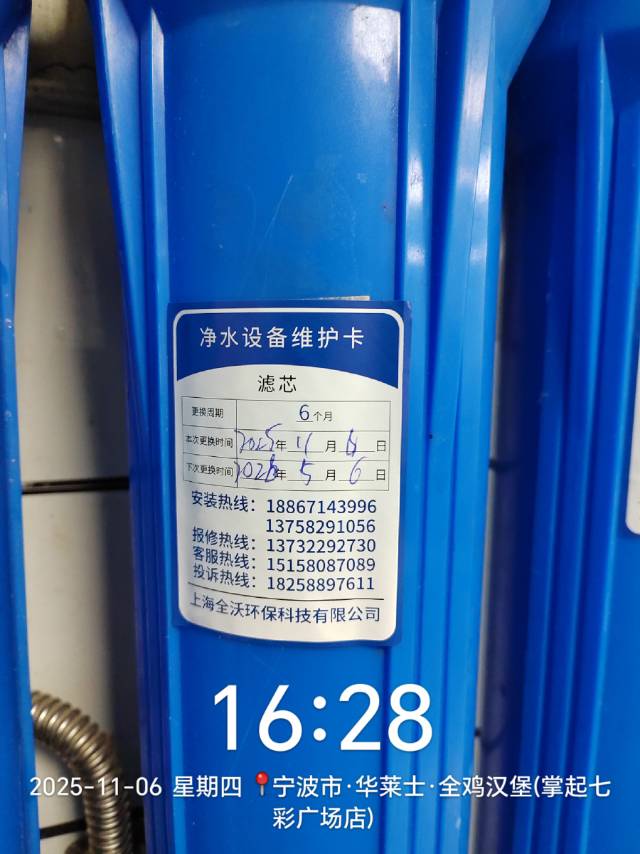 净水设备维护卡
滤芯
更换周期 6个月
本次更换时间 2025年 11月 6日
下次更换时间 2026年 5月 6日
安装热线：18867143996
13758291056
报修热线：13732292730
客服热线：15158087089
投诉热线：18258897611
上海全沃环保科技有限公司
16:28
2025-11-06 星期四 📍宁波市·华莱士·全鸡汉堡(掌起七
彩广场店)